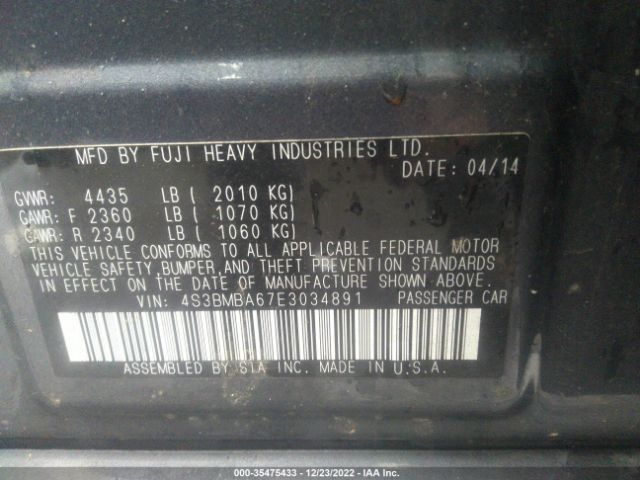 MFD BY FUJI HEAVY INDUSTRIES LTD.
DATE: 04/14
GVWR: 4435 LB ( 2010 KG)
GAWR: F 2360 LB ( 1070 KG)
GAWR: R 2340 LB ( 1060 KG)
THIS VEHICLE CONFORMS TO ALL APPLICABLE FEDERAL MOTOR
VEHICLE SAFETY, BUMPER, AND THEFT PREVENTION STANDARDS
IN EFFECT ON THE DATE OF MANUFACTURE SHOWN ABOVE.
VIN: 4S3BMBA67E3034891 PASSENGER CAR
ASSEMBLED BY SIA INC. MADE IN U.S.A.
000-35475433 - 12/23/2022 - IAA Inc.